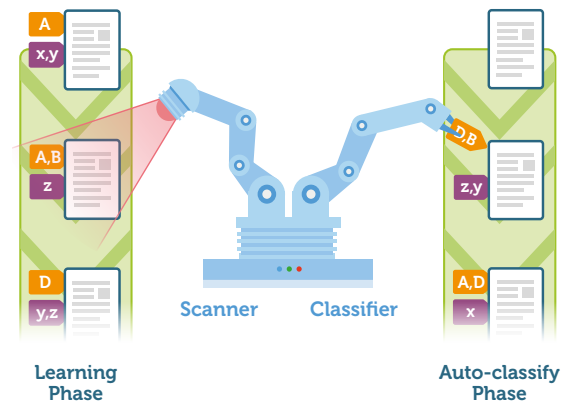 A
x,y
A,B
z
D
y,z
D,B
z,y
A,D
x
Scanner
Classifier
Learning
Phase
Auto-classify
Phase